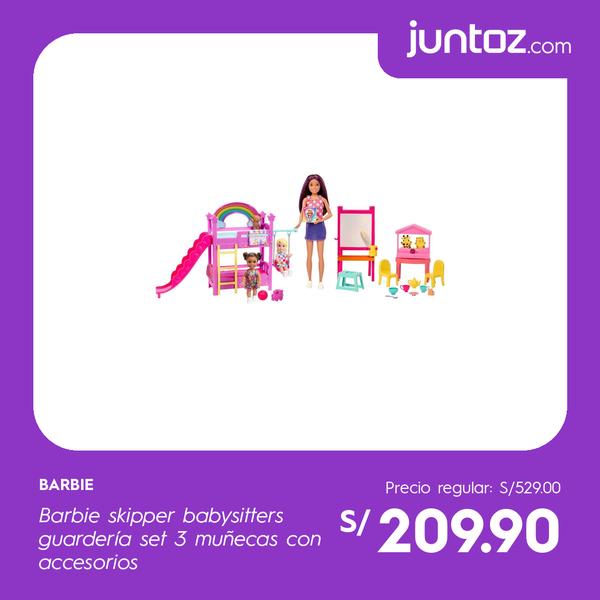 juntoz.com
BARBIE
Barbie skipper babysitters
guardería set 3 muñecas con
accesorios
Precio regular: S/529.00
S/ 209.90